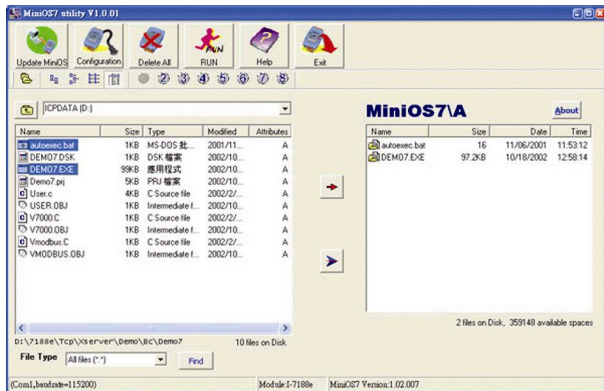 MiniOS7 utility V1.0.01
Update MiniOS Configuration Delete All RUN Help Exit
ICPDATA (D:)
MiniOS7\A About
Name Size Type Modified Attributes
autoexec.bat 1KB MS-DOS 批... 2001/11... A
DEMO7.DSK 1KB DSK 檔案 2002/10... A
DEMO7.EXE 99KB 應用程式 2002/10... A
Demo7.prj 5KB PRJ 檔案 2002/10... A
User.c 4KB C Source file 2002/2/... A
USER.OBJ 1KB Intermediate f... 2002/10... A
V7000.C 1KB C Source file 2002/2/... A
V7000.OBJ 1KB Intermediate f... 2002/10... A
Vmodbus.C 1KB C Source file 2002/2/... A
VMODBUS.OBJ 1KB Intermediate f... 2002/10... A
Name Size Date Time
autoexec.bat 16 11/06/2001 11:53:12
DEMO7.EXE 97.2KB 10/18/2002 12:58:14
2 files on Disk, 359148 available spaces
D:\7188e\Tcp\Xserver\Demo\Bc\Demo7 10 files on Disk
File Type All files (*.*) Find
(Com1,baudrate=115200) Module:I-7188e MiniOS7 Version:1.02.007